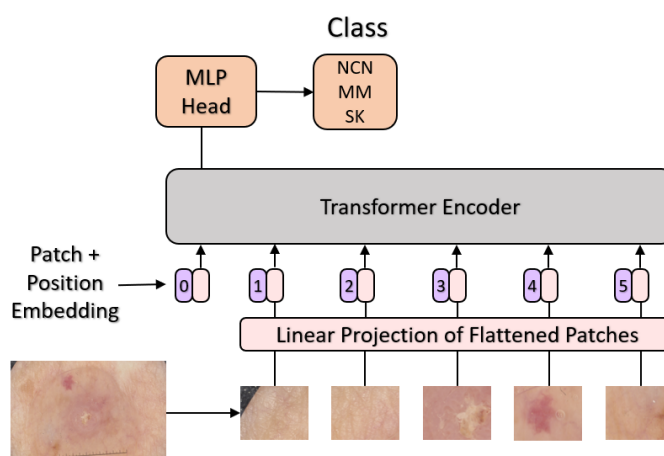 Class
MLP
Head
NCN
MM
SK
Transformer Encoder
Patch +
Position
Embedding
0
1
2
3
4
5
Linear Projection of Flattened Patches